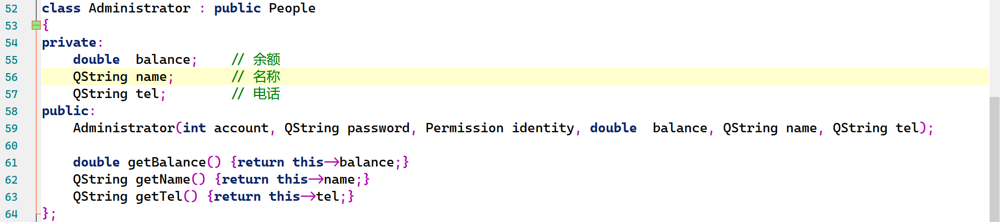 52 class Administrator : public People
53 {
54 private:
55     double  balance;    // 余额
56     QString name;       // 名称
57     QString tel;        // 电话
58 public:
59     Administrator(int account, QString password, Permission identity, double  balance, QString name, QString tel);
60
61     double getBalance() {return this->balance;}
62     QString getName() {return this->name;}
63     QString getTel() {return this->tel;}
64 };